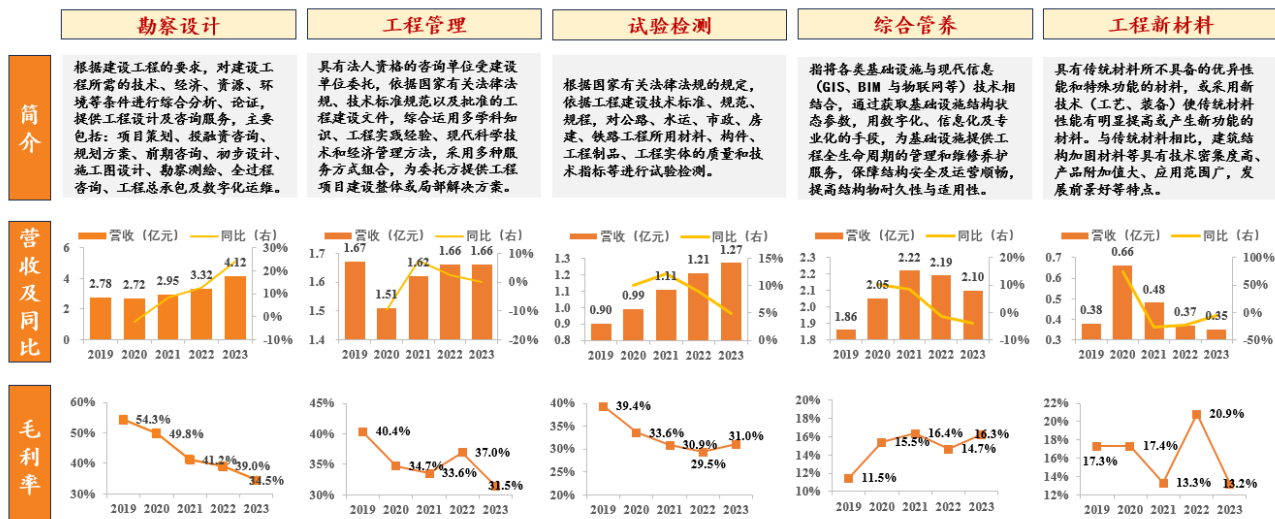 勘察设计
工程管理
试验检测
综合管养
工程新材料
简介
根据建设工程的要求，对建设工
程所需的技术、经济、资源、环
境等条件进行综合分析、论证，
提供工程设计及咨询服务，主要
包括：项目策划、投融资咨询、
规划方案、前期咨询、初步设计、
施工图设计、勘察测绘、全过程
咨询、工程总承包及数字化运维。
具有法人资格的咨询单位受建设
单位委托，依据国家有关法律法
规、技术标准规范以及批准的工
程建设文件，综合运用多学科知
识、工程实践经验、现代科学技
术和经济管理方法，采用多种服
务方式组合，为委托方提供工程
项目建设整体或局部解决方案。
根据国家有关法律法规的规定，
依据工程建设技术标准、规范、
规程，对公路、水运、市政、房
建、铁路工程所用材料、构件、
工程制品、工程实体的质量和技
术指标等进行试验检测。
指将各类基础设施与现代信息
（GIS、BIM 与物联网等）技术相
结合，通过获取基础设施结构状
态参数，用数字化、信息化及专
业化的手段，为基础设施提供工
程全生命周期的管理和维修养护
服务，保障结构安全及运营顺畅，
提高结构物耐久性与适用性。
具有传统材料所不具备的优异性
能和特殊功能的材料，或采用新
技术（工艺、装备）使传统材料
性能有明显提高或产生新功能的
材料。与传统材料相比，建筑结
构加固材料等具有技术密集度高、
产品附加值大、应用范围广，发
展前景好等特点。
营收及同比
营收（亿元） 同比（右）
6
4
2
0
2.78 2.72 2.95 3.32 4.12
30%
20%
10%
0%
-10%
2019 2020 2021 2022 2023
营收（亿元） 同比（右）
1.7
1.6
1.5
1.4
1.67 1.51 1.62 1.66 1.66
10%
0%
-10%
-20%
2019 2020 2021 2022 2023
营收（亿元） 同比（右）
1.3
1.2
1.1
1.0
0.9
0.8
0.90 0.99 1.11 1.21 1.27
15%
10%
5%
0%
2019 2020 2021 2022 2023
营收（亿元） 同比（右）
2.3
2.2
2.1
2.0
1.9
1.8
1.86 2.05 2.22 2.19 2.10
20%
10%
0%
-10%
2019 2020 2021 2022 2023
营收（亿元） 同比（右）
0.7
0.6
0.5
0.4
0.3
0.38 0.66 0.48 0.37 0.35
100%
50%
0%
-50%
2019 2020 2021 2022 2023
毛利率
60%
50%
40%
30%
54.3% 49.8% 41.2% 39.0% 34.5%
2019 2020 2021 2022 2023
45%
40%
35%
30%
40.4% 34.7% 33.6% 37.0% 31.5%
2019 2020 2021 2022 2023
40%
35%
30%
25%
20%
39.4% 33.6% 30.9% 29.5% 31.0%
2019 2020 2021 2022 2023
20%
18%
16%
14%
12%
10%
11.5% 15.5% 16.4% 14.7% 16.3%
2019 2020 2021 2022 2023
22%
20%
18%
16%
14%
12%
17.3% 17.4% 13.3% 20.9% 13.2%
2019 2020 2021 2022 2023